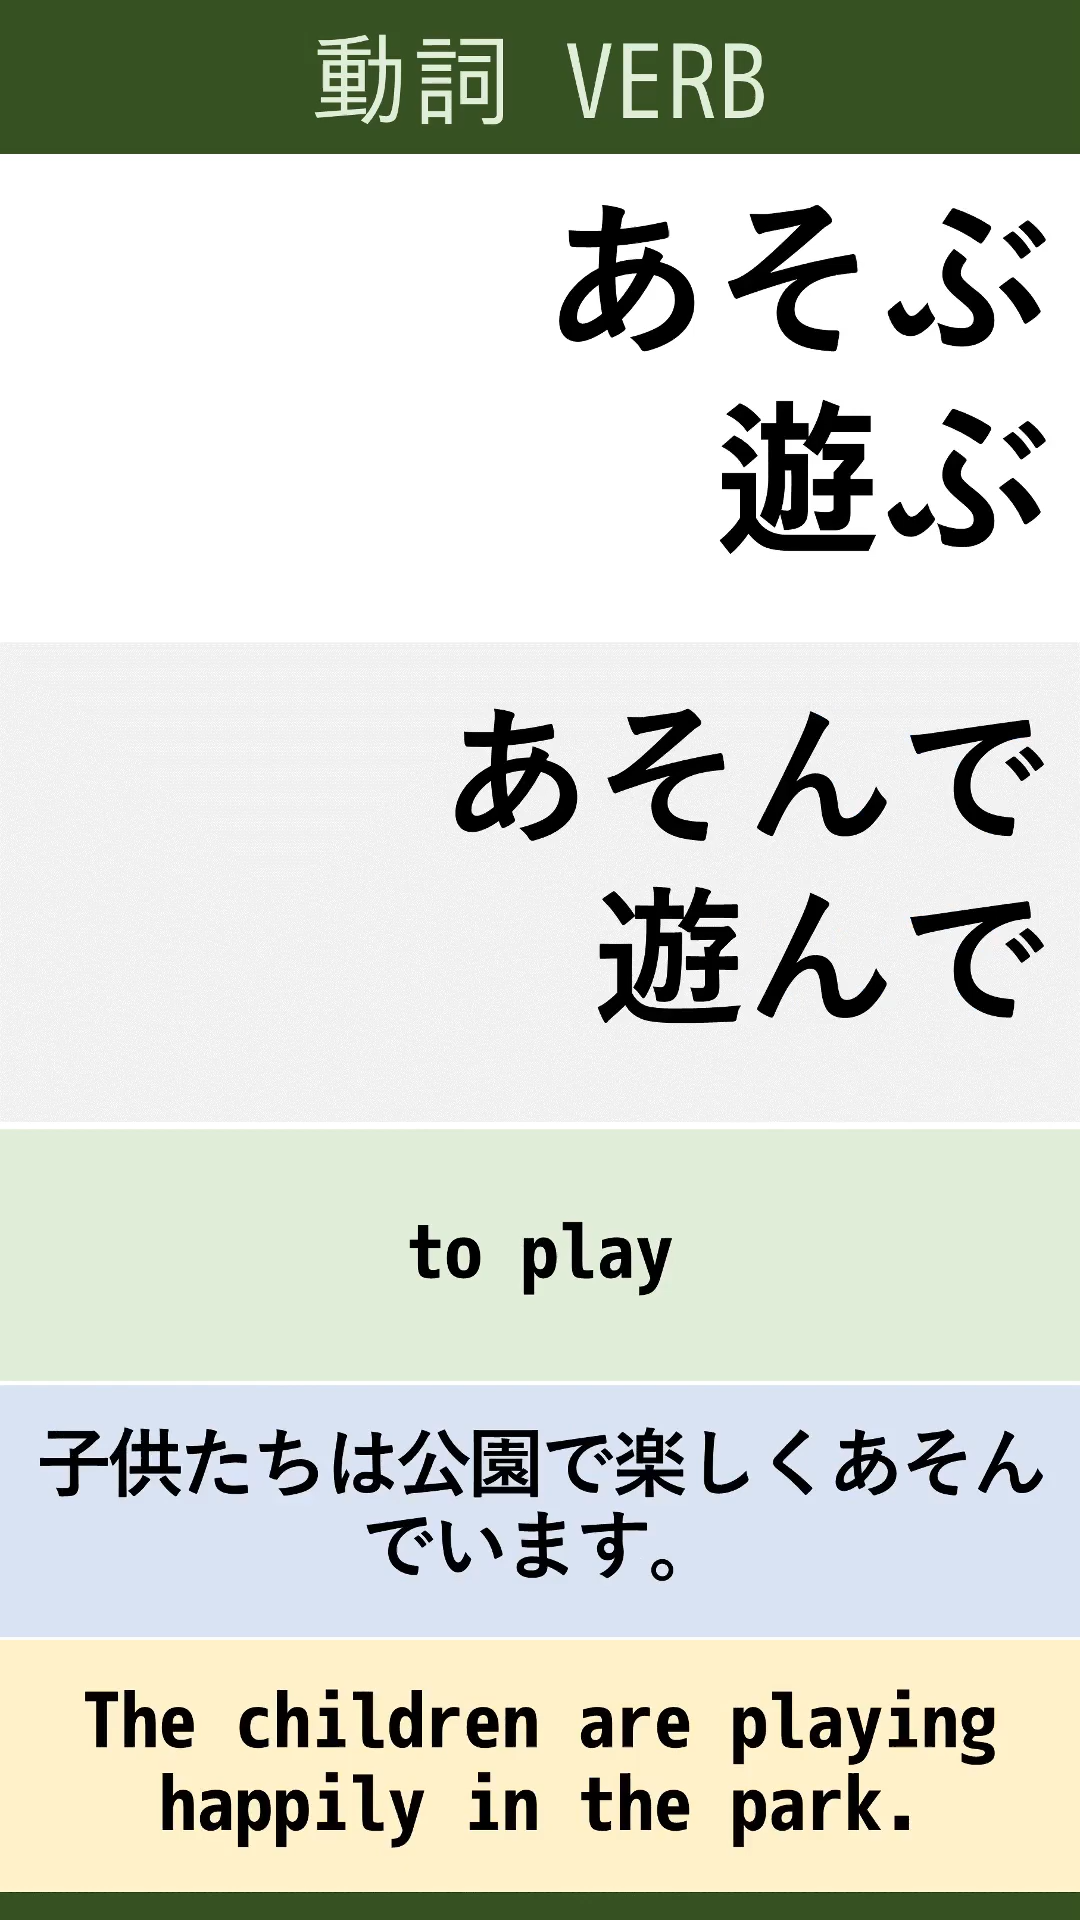 動詞 VERB
あそぶ
遊ぶ
あそんで
遊んで
to play
子供たちは公園で楽しくあそん
でいます。
The children are playing
happily in the park.